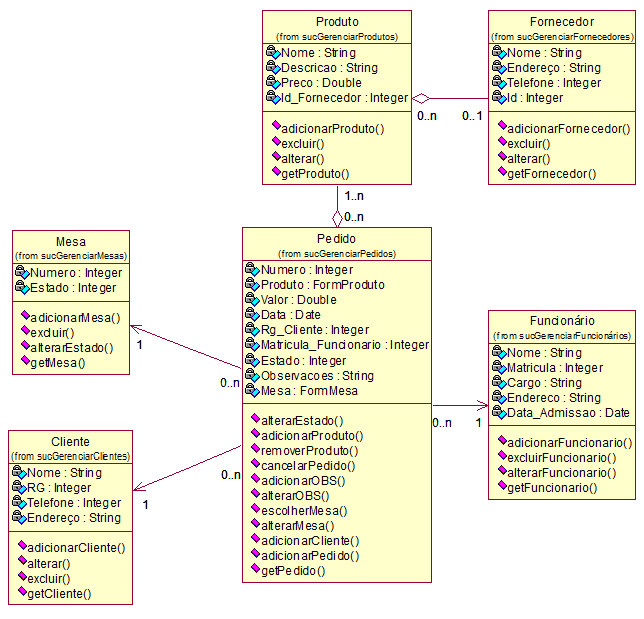 Produto
(from sucGerenciarProdutos)
Nome : String
Descricao : String
Preco : Double
Id_Fornecedor : Integer
adicionarProduto()
excluir()
alterar()
getProduto()
Fornecedor
(from sucGerenciarFornecedores)
Nome : String
Endereço : String
Telefone : Integer
Id : Integer
adicionarFornecedor()
excluir()
alterar()
getFornecedor()
0..n
0..1
1..n
0..n
Mesa
(from sucGerenciarMesas)
Numero : Integer
Estado : Integer
adicionarMesa()
excluir()
alterarEstado()
getMesa()
1
0..n
Pedido
(from sucGerenciarPedidos)
Numero : Integer
Produto : FormProduto
Valor : Double
Data : Date
Rg_Cliente : Integer
Matricula_Funcionario : Integer
Estado : Integer
Observacoes : String
Mesa : FormMesa
alterarEstado()
adicionarProduto()
removerProduto()
cancelarPedido()
adicionarOBS()
alterarOBS()
escolherMesa()
alterarMesa()
adicionarCliente()
adicionarPedido()
getPedido()
Funcionário
(from sucGerenciarFuncionários)
Nome : String
Matricula : Integer
Cargo : String
Endereco : String
Data_Admissao : Date
adicionarFuncionario()
excluirFuncionario()
alterarFuncionario()
getFuncionario()
0..n
1
Cliente
(from sucGerenciarClientes)
Nome : String
RG : Integer
Telefone : Integer
Endereço : String
adicionarCliente()
alterar()
excluir()
getCliente()
0..n
1